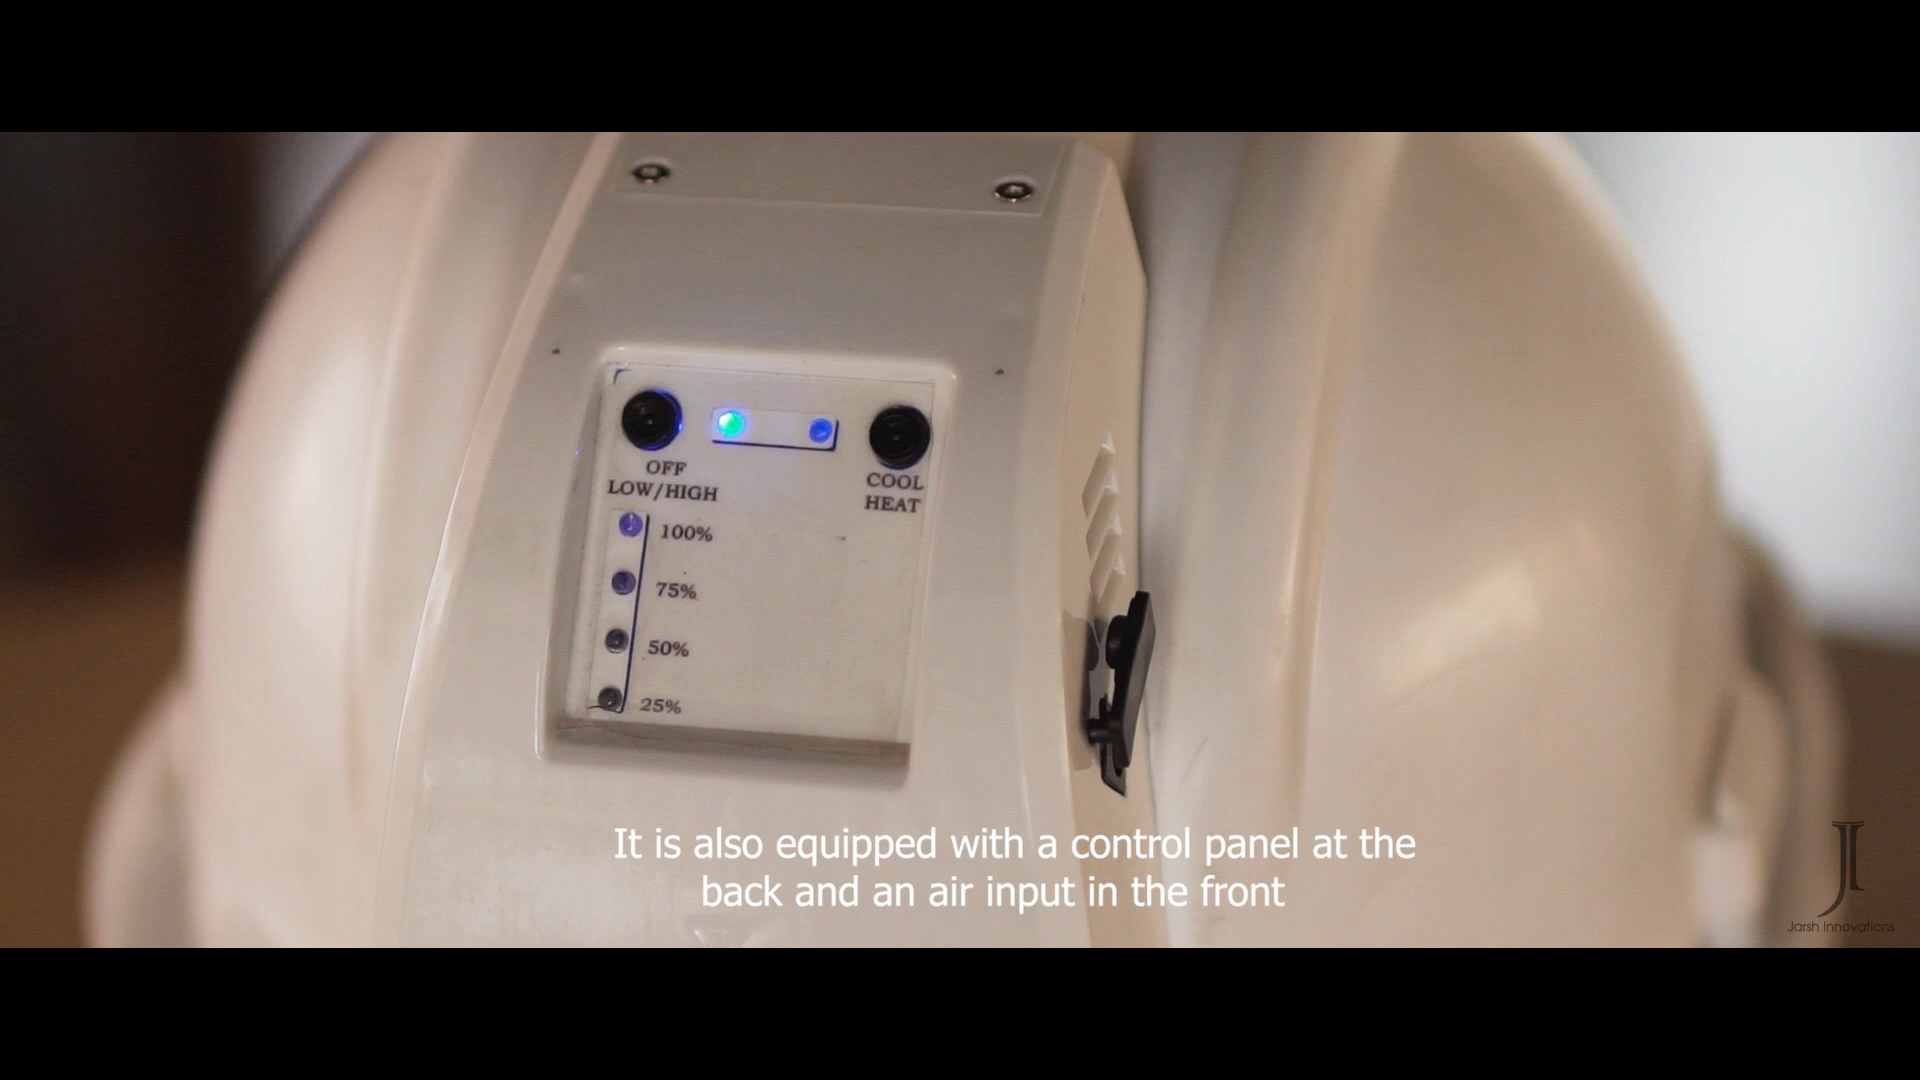 OFF
LOW/HIGH
COOL
HEAT
100%
75%
50%
25%
It is also equipped with a control panel at the
back and an air input in the front
JI
Jarsh Innovations